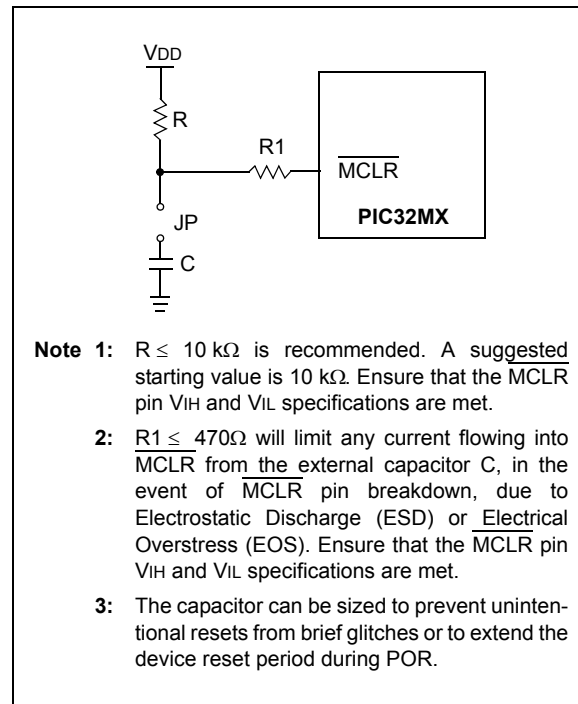 VDD
R
R1
MCLR
JP
PIC32MX
C
Note 1: R ≤ 10 kΩ is recommended. A suggested
starting value is 10 kΩ. Ensure that the MCLR
pin VIH and VIL specifications are met.
2: R1 ≤ 470Ω will limit any current flowing into
MCLR from the external capacitor C, in the
event of MCLR pin breakdown, due to
Electrostatic Discharge (ESD) or Electrical
Overstress (EOS). Ensure that the MCLR pin
VIH and VIL specifications are met.
3: The capacitor can be sized to prevent uninten-
tional resets from brief glitches or to extend the
device reset period during POR.